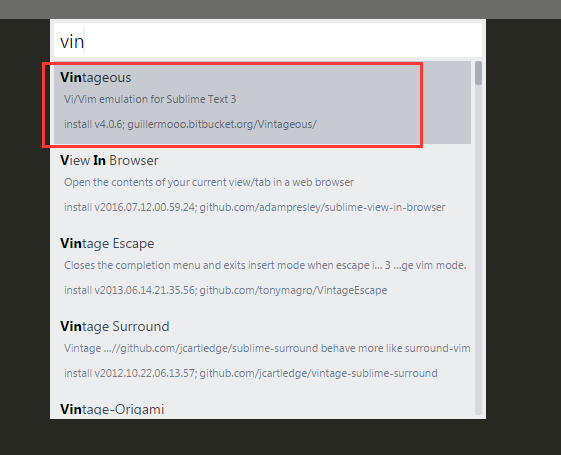 vin
Vintageous
Vi/Vim emulation for Sublime Text 3
install v4.0.6; guillermooo.bitbucket.org/Vintageous/
View In Browser
Open the contents of your current view/tab in a web browser
install v2016.07.12.00.59.24; github.com/adampresley/sublime-view-in-browser
Vintage Escape
Closes the completion menu and exits insert mode when escape i... 3 ...ge vim mode.
install v2013.06.14.21.35.56; github.com/tonymagro/VintageEscape
Vintage Surround
Vintage ...//github.com/jcartledge/sublime-surround behave more like surround-vim
install v2012.10.22.06.13.57; github.com/jcartledge/vintage-sublime-surround
Vintage-Origami